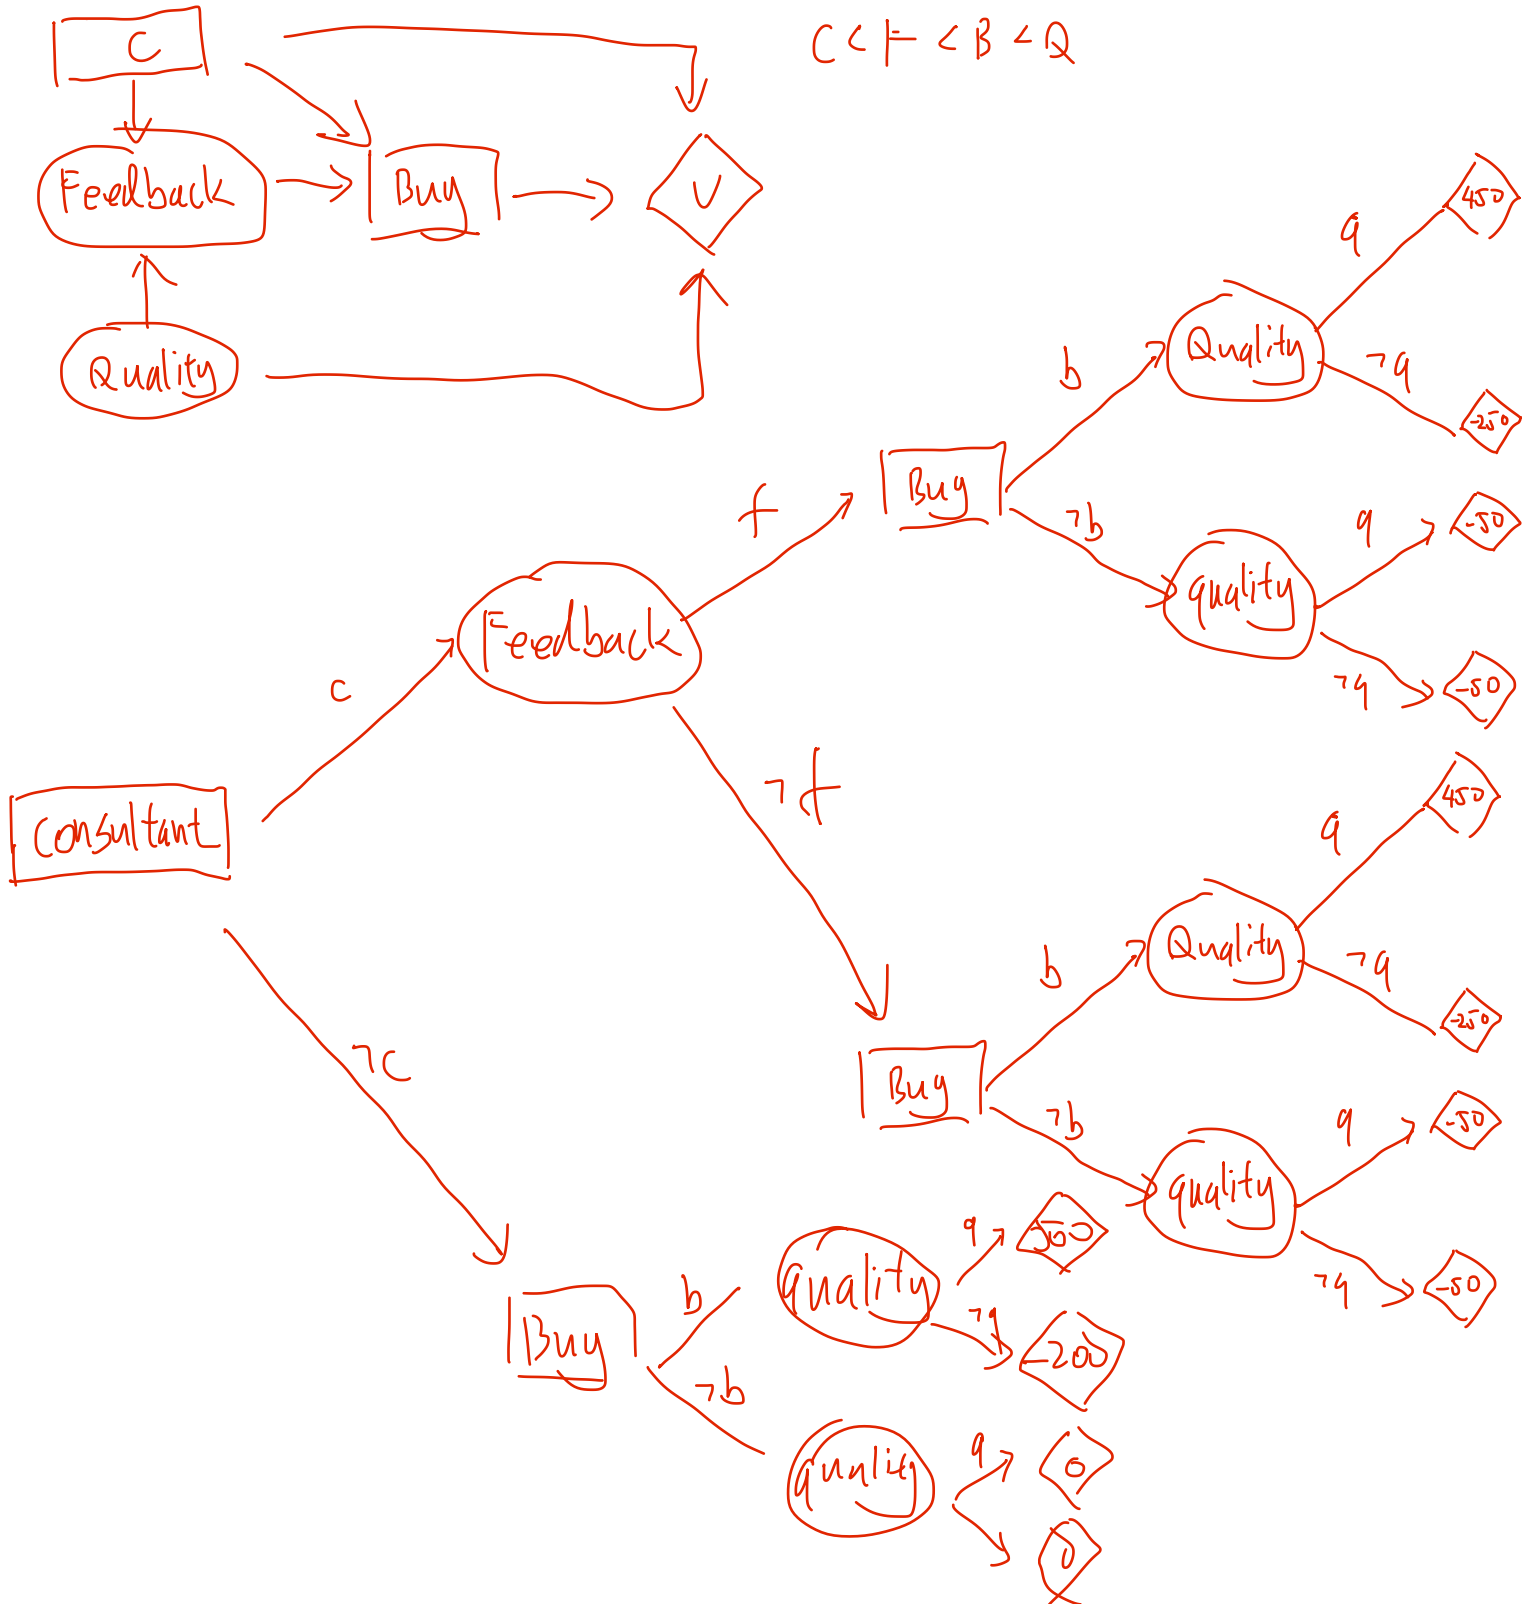 C
C < F < B < Q
Feedback
Buy
U
Quality
450
q
Quality
b
¬q
-250
Buy
f
¬b
q
-50
quality
Feedback
¬q
-50
c
¬f
450
q
Consultant
Quality
b
¬q
-250
¬c
Buy
¬b
q
-50
quality
q
500
quality
b
¬q
¬q
-50
Buy
-200
¬b
q
0
quality
0